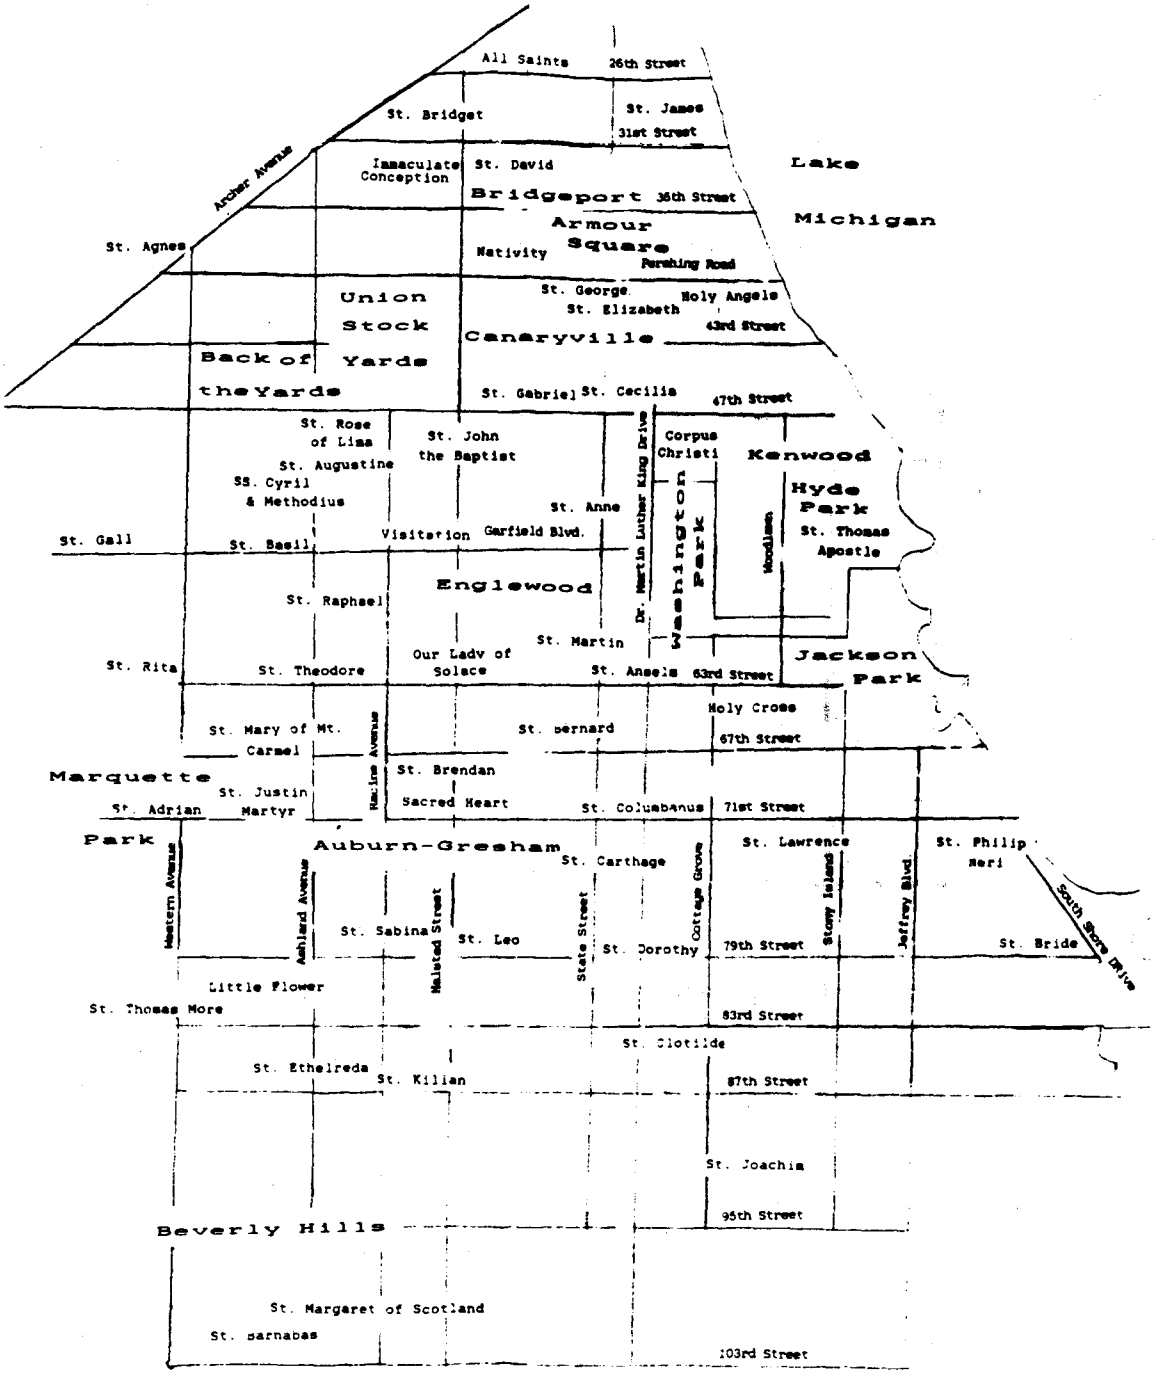 All Saints 26th Street
St. Bridget St. James
31st Street
Archer Avenue
Immaculate
Conception
St. David
Lake
Michigan
Bridgeport 35th Street
Armour
Square
St. Agnes
Nativity
Pershing Road
St. George
Holy Angels
St. Elizabeth
43rd Street
Union
Stock
Yards
Canaryville
Back of
the Yards
St. Gabriel St. Cecilia
47th Street
St. Rose
of Lima
St. John
the Baptist
Corpus
Christi
Kenwood
St. Augustine
SS. Cyril
& Methodius
Dr. Martin Luther King Drive
Washington
Park
Hyde
Park
St. Anne
St. Thomas
Apostle
Woodlawn
St. Gall
St. Basil
Visitation Garfield Blvd.
Englewood
St. Raphael
St. Martin
Jackson
Park
St. Rita
St. Theodore
Our Lady of
Solace
St. Anselm 63rd Street
Holy Cross
St. Mary of Mt.
Carmel
St. Bernard
67th Street
Racine Avenue
Marquette
Park
St. Brendan
St. Justin
Martyr
Sacred Heart
St. Columbanus 71st Street
St. Adrian
Auburn-Gresham
St. Carthage
St. Lawrence
St. Philip
Neri
Western Avenue
Ashland Avenue
Halsted Street
State Street
Cottage Grove
Stony Island
Jeffrey Blvd.
South Shore DRive
St. Sabina
St. Leo
St. Dorothy 79th Street
St. Bride
Little Flower
St. Thomas More
83rd Street
St. Clotilde
St. Ethelreda
St. Kilian
87th Street
St. Joachim
95th Street
Beverly Hills
St. Margaret of Scotland
St. Barnabas
103rd Street